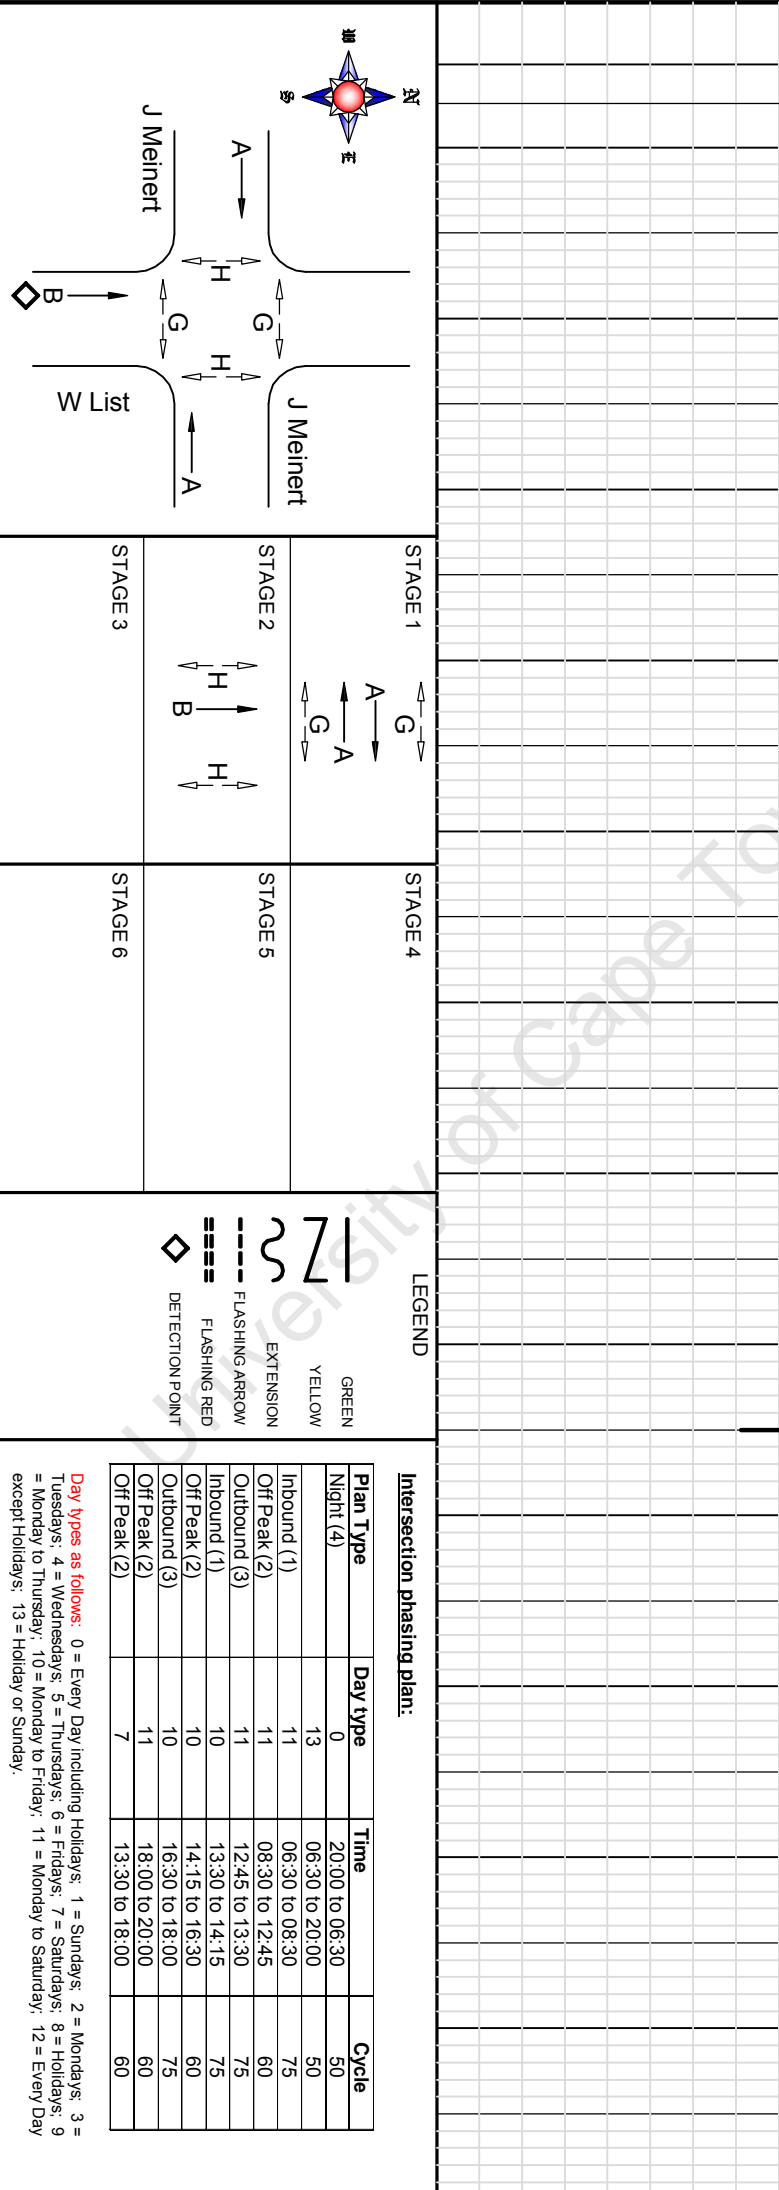 N
W
E
S
J Meinert
A
H
G
G
H
B
A
J Meinert
W List
STAGE 1
G
A
A
G
STAGE 2
H
B
H
STAGE 3
STAGE 4
STAGE 5
STAGE 6
LEGEND
GREEN
YELLOW
EXTENSION
FLASHING ARROW
FLASHING RED
DETECTION POINT
Intersection phasing plan:
Plan Type Day type Time Cycle
Night (4) 0 20:00 to 06:30 50
13 06:30 to 20:00 50
Inbound (1) 11 06:30 to 08:30 75
Off Peak (2) 11 08:30 to 12:45 60
Outbound (3) 11 12:45 to 13:30 75
Inbound (1) 10 13:30 to 14:15 75
Off Peak (2) 10 14:15 to 16:30 60
Outbound (3) 10 16:30 to 18:00 75
Off Peak (2) 11 18:00 to 20:00 60
Off Peak (2) 7 13:30 to 18:00 60
Day types as follows: 0 = Every Day including Holidays; 1 = Sundays; 2 = Mondays; 3 =
Tuesdays; 4 = Wednesdays; 5 = Thursdays; 6 = Fridays; 7 = Saturdays; 8 = Holidays; 9
= Monday to Thursday; 10 = Monday to Friday; 11 = Monday to Saturday; 12 = Every Day
except Holidays; 13 = Holiday or Sunday.
University of Cape To